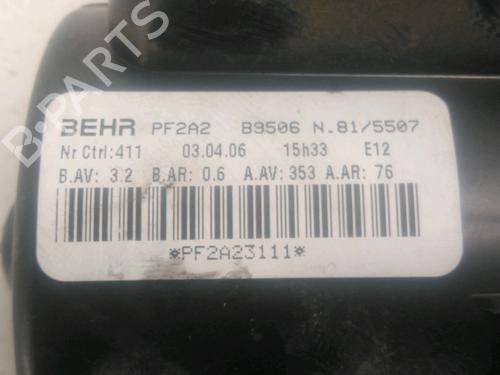 B-PARTS
BEHR PF2A2 B9506 N.81/5507
Nr Ctrl:411 03.04.06 15h33 E12
B.AV: 3.2 B.AR: 0.6 A.AV: 353 A.AR: 76
*PF2A23111*